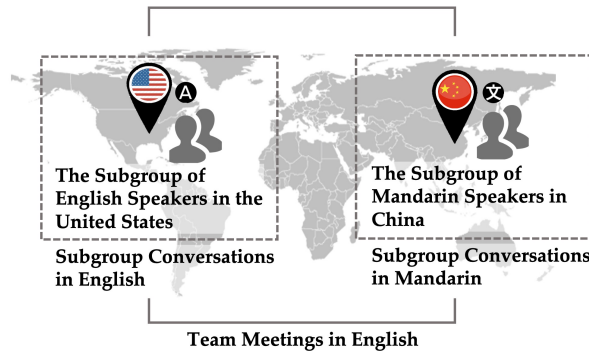 A
文
The Subgroup of
English Speakers in the
United States
The Subgroup of
Mandarin Speakers in
China
Subgroup Conversations
in English
Subgroup Conversations
in Mandarin
Team Meetings in English